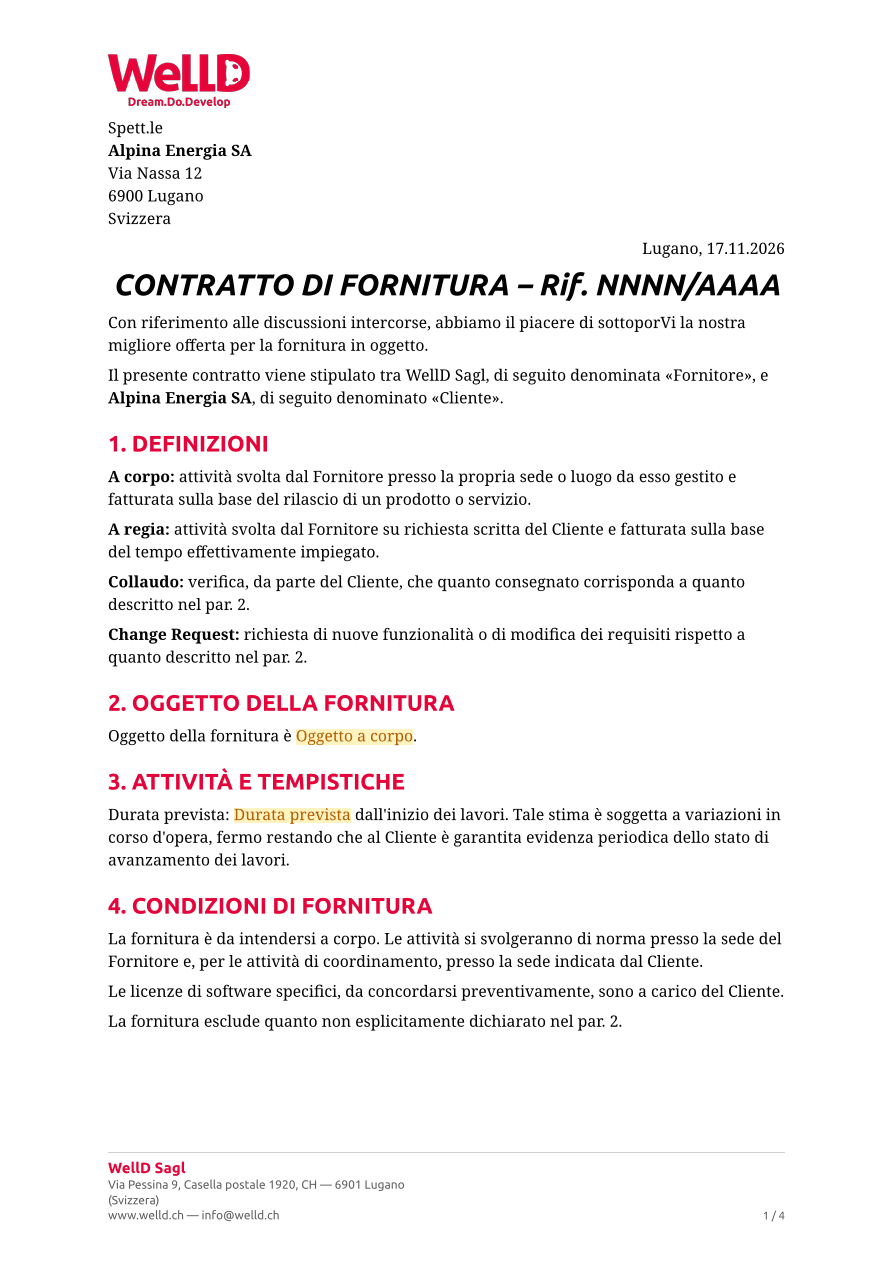 WellD
Dream.Do.Develop
Spett.le
Alpina Energia SA
Via Nassa 12
6900 Lugano
Svizzera
Lugano, 17.11.2026
CONTRATTO DI FORNITURA – Rif. NNNN/AAAA
Con riferimento alle discussioni intercorse, abbiamo il piacere di sottoporVi la nostra
migliore offerta per la fornitura in oggetto.
Il presente contratto viene stipulato tra WellD Sagl, di seguito denominata «Fornitore», e
Alpina Energia SA, di seguito denominato «Cliente».
1. DEFINIZIONI
A corpo: attività svolta dal Fornitore presso la propria sede o luogo da esso gestito e
fatturata sulla base del rilascio di un prodotto o servizio.
A regia: attività svolta dal Fornitore su richiesta scritta del Cliente e fatturata sulla base
del tempo effettivamente impiegato.
Collaudo: verifica, da parte del Cliente, che quanto consegnato corrisponda a quanto
descritto nel par. 2.
Change Request: richiesta di nuove funzionalità o di modifica dei requisiti rispetto a
quanto descritto nel par. 2.
2. OGGETTO DELLA FORNITURA
Oggetto della fornitura è Oggetto a corpo.
3. ATTIVITÀ E TEMPISTICHE
Durata prevista: Durata prevista dall'inizio dei lavori. Tale stima è soggetta a variazioni in
corso d'opera, fermo restando che al Cliente è garantita evidenza periodica dello stato di
avanzamento dei lavori.
4. CONDIZIONI DI FORNITURA
La fornitura è da intendersi a corpo. Le attività si svolgeranno di norma presso la sede del
Fornitore e, per le attività di coordinamento, presso la sede indicata dal Cliente.
Le licenze di software specifici, da concordarsi preventivamente, sono a carico del Cliente.
La fornitura esclude quanto non esplicitamente dichiarato nel par. 2.
WellD Sagl
Via Pessina 9, Casella postale 1920, CH — 6901 Lugano
(Svizzera)
www.welld.ch — info@welld.ch
1 / 4